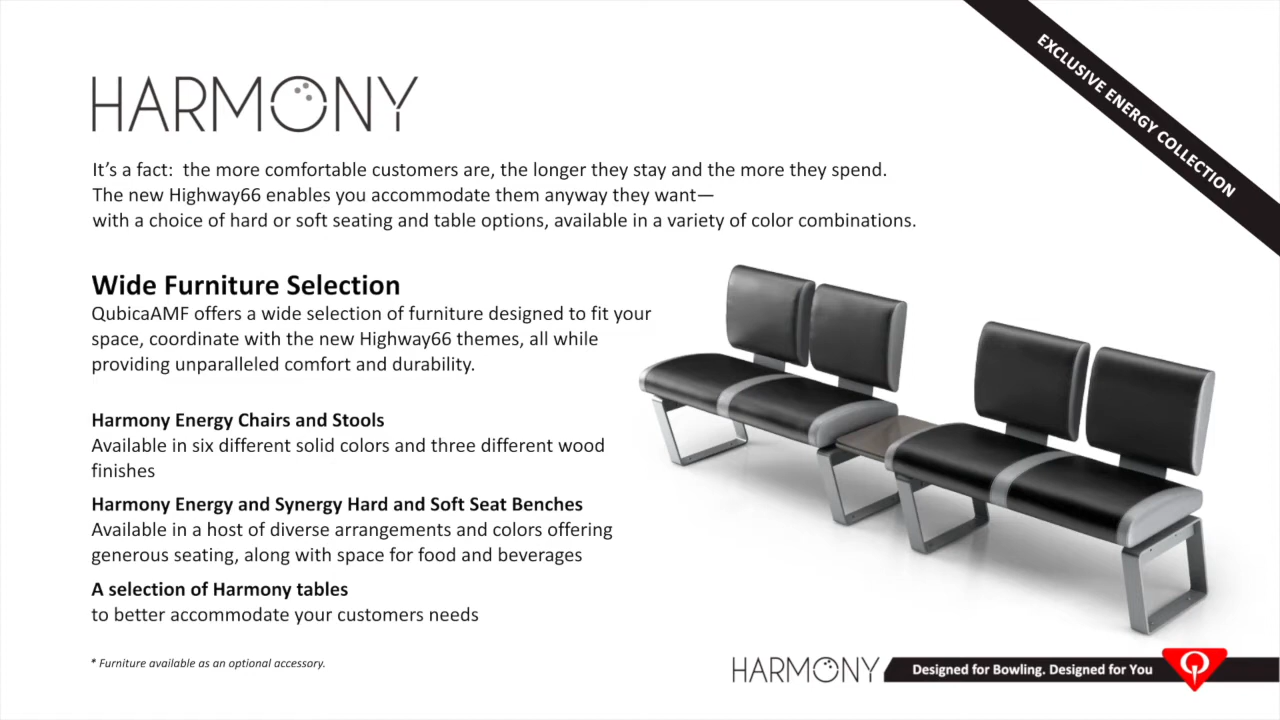 EXCLUSIVE ENERGY COLLECTION
HARMONY
It’s a fact:  the more comfortable customers are, the longer they stay and the more they spend.
The new Highway66 enables you accommodate them anyway they want—
with a choice of hard or soft seating and table options, available in a variety of color combinations.
Wide Furniture Selection
QubicaAMF offers a wide selection of furniture designed to fit your
space, coordinate with the new Highway66 themes, all while
providing unparalleled comfort and durability.
Harmony Energy Chairs and Stools
Available in six different solid colors and three different wood
finishes
Harmony Energy and Synergy Hard and Soft Seat Benches
Available in a host of diverse arrangements and colors offering
generous seating, along with space for food and beverages
A selection of Harmony tables
to better accommodate your customers needs
* Furniture available as an optional accessory.
HARMONY
Designed for Bowling. Designed for You